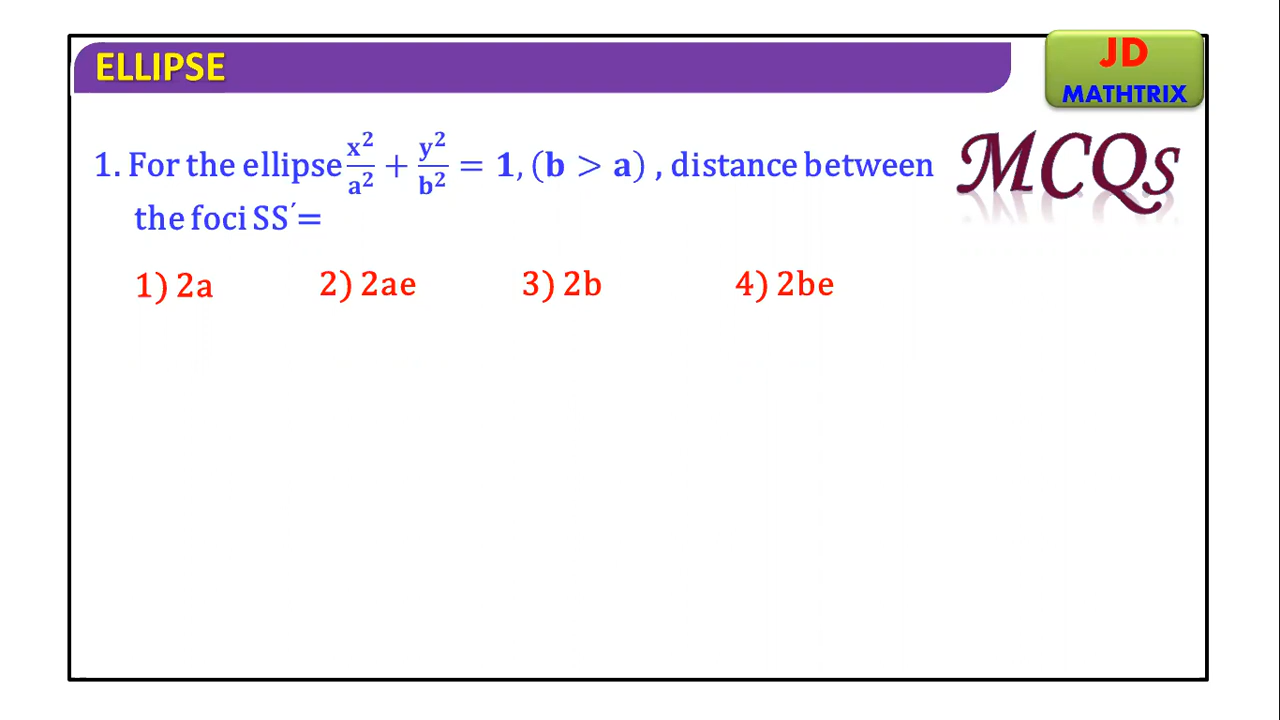 ELLIPSE
JD
MATHTRIX
MCQs
1. For the ellipse x²/a² + y²/b² = 1, (b > a) , distance between
the foci SS′=
1) 2a 2) 2ae 3) 2b 4) 2be